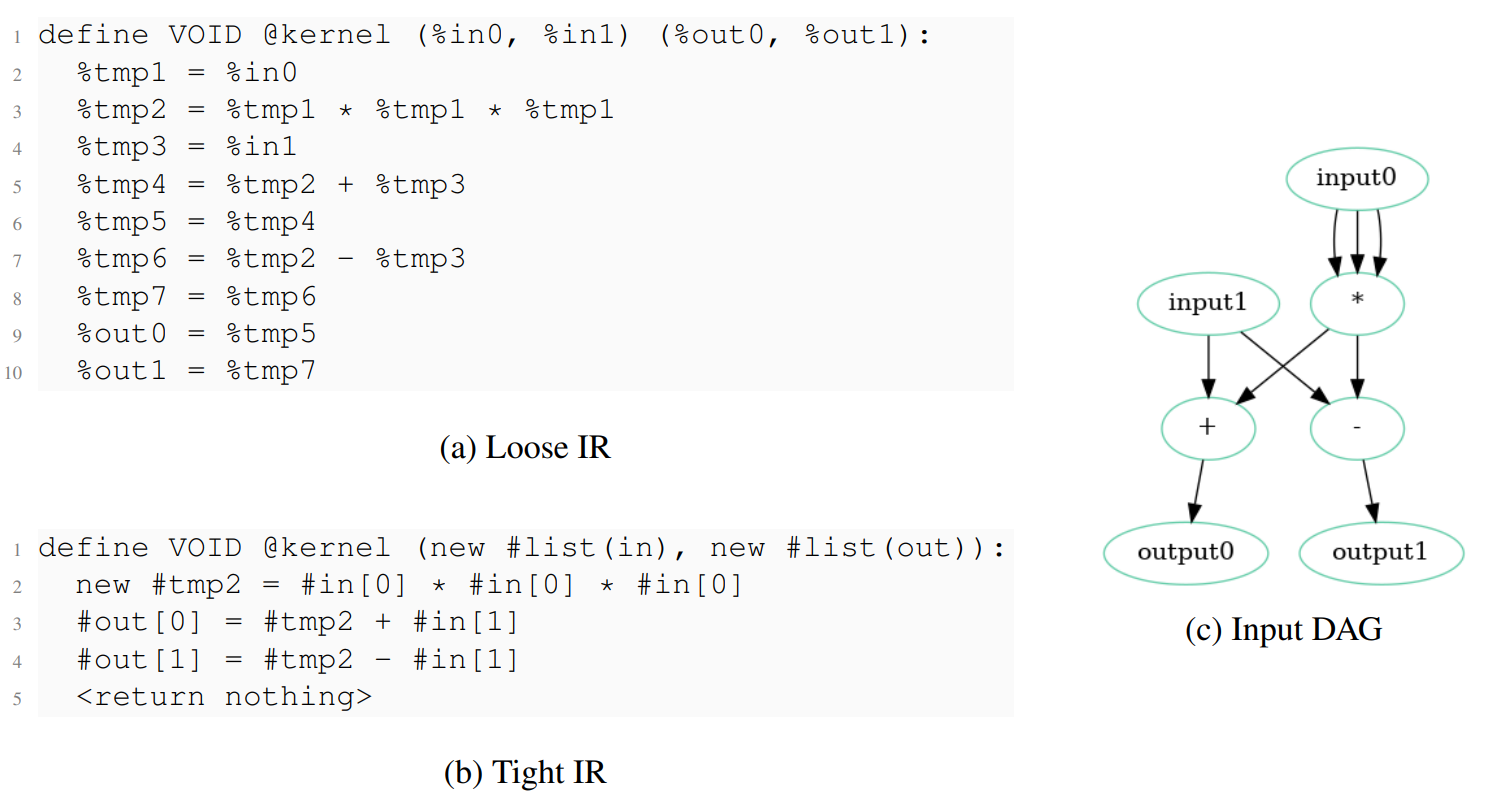 1 define VOID @kernel (%in0, %in1) (%out0, %out1):
2 %tmp1 = %in0
3 %tmp2 = %tmp1 * %tmp1 * %tmp1
4 %tmp3 = %in1
5 %tmp4 = %tmp2 + %tmp3
6 %tmp5 = %tmp4
7 %tmp6 = %tmp2 - %tmp3
8 %tmp7 = %tmp6
9 %out0 = %tmp5
10 %out1 = %tmp7
(a) Loose IR
1 define VOID @kernel (new #list(in), new #list(out)):
2 new #tmp2 = #in[0] * #in[0] * #in[0]
3 #out[0] = #tmp2 + #in[1]
4 #out[1] = #tmp2 - #in[1]
5 <return nothing>
(b) Tight IR
input0
input1 *
+ -
output0 output1
(c) Input DAG